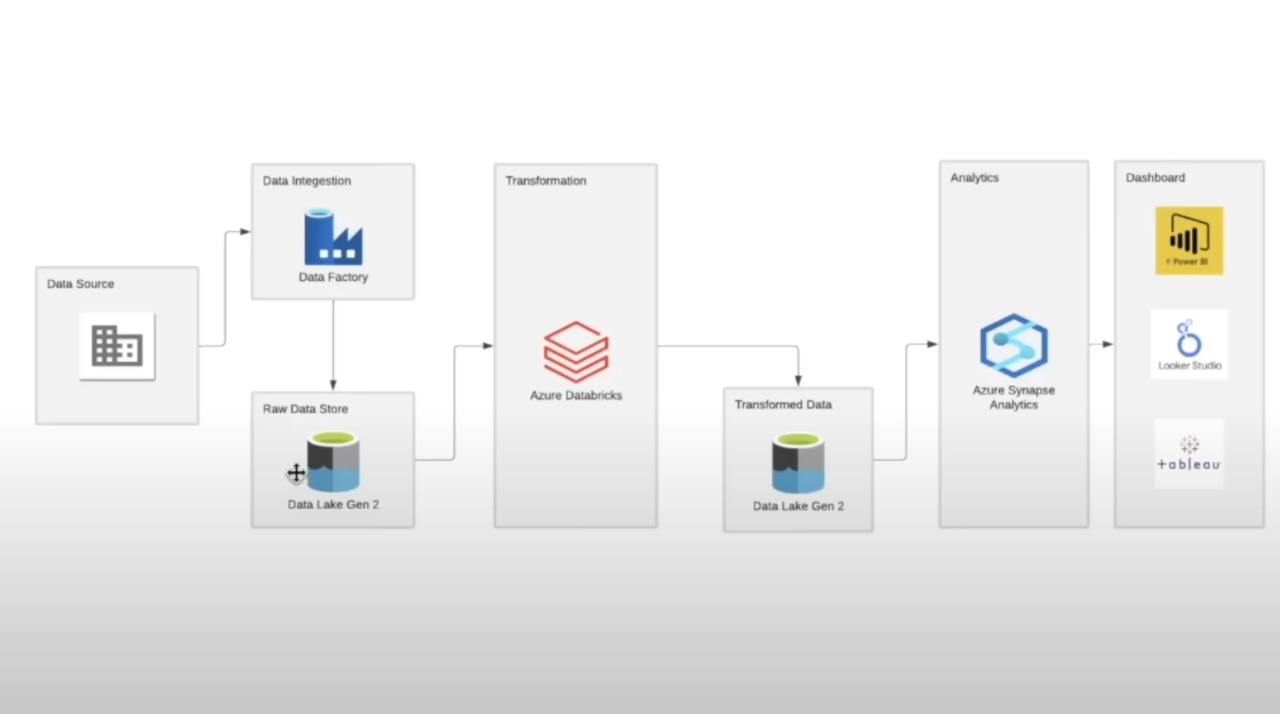 Data Source
Data Integestion
Data Factory
Raw Data Store
Data Lake Gen 2
Transformation
Azure Databricks
Transformed Data
Data Lake Gen 2
Analytics
Azure Synapse
Analytics
Dashboard
Power BI
Looker Studio
+ableau